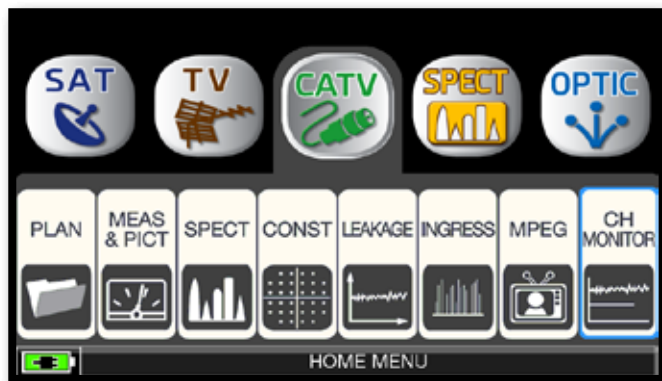 SAT
TV
CATV
SPECT
OPTIC
PLAN
MEAS
& PICT
SPECT
CONST
LEAKAGE
INGRESS
MPEG
CH
MONITOR
HOME MENU